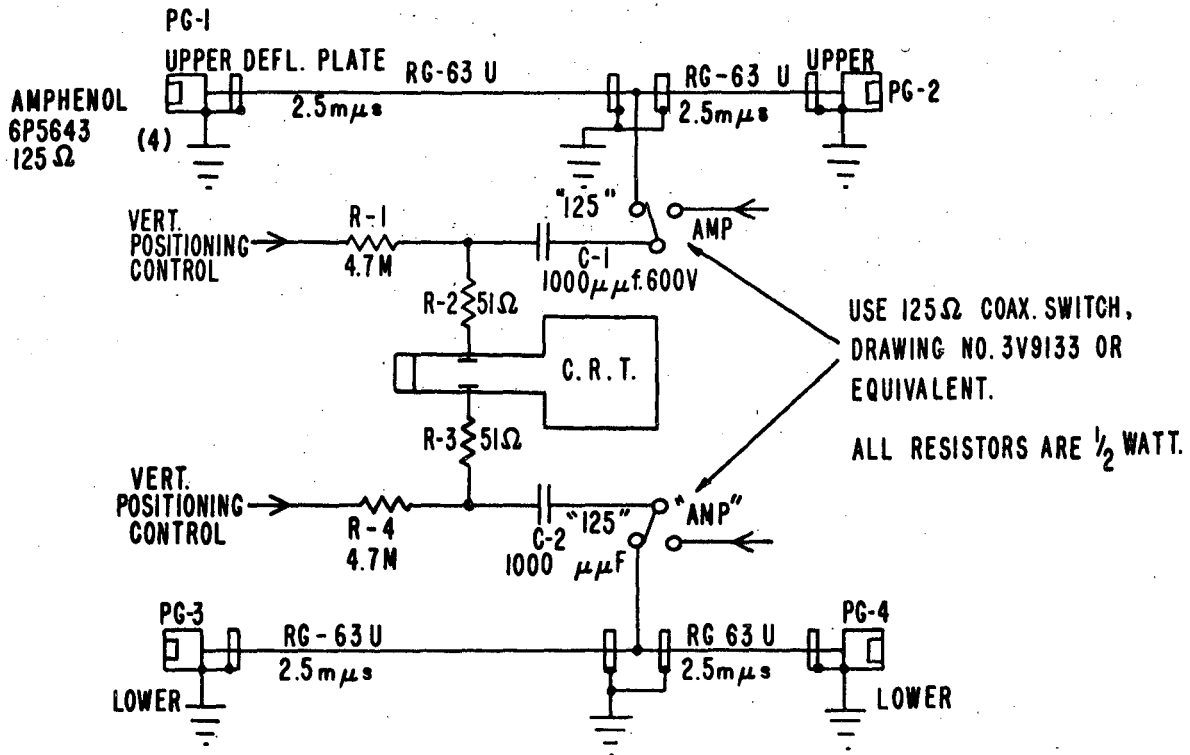 PG-1
UPPER DEFL. PLATE
RG-63 U
2.5mμs
AMPHENOL
6P5643
125Ω
(4)
RG-63 U
2.5mμs
UPPER
PG-2
VERT.
POSITIONING
CONTROL
R-1
4.7M
"125"
AMP
C-1
1000μμf.600V
R-2
51Ω
C.R.T.
R-3
51Ω
USE 125Ω COAX. SWITCH,
DRAWING NO. 3V9133 OR
EQUIVALENT.
ALL RESISTORS ARE ½ WATT.
VERT.
POSITIONING
CONTROL
R-4
4.7M
"125"
"AMP"
C-2
1000 μμF
PG-3
LOWER
RG-63 U
2.5mμs
RG 63 U
2.5mμs
PG-4
LOWER